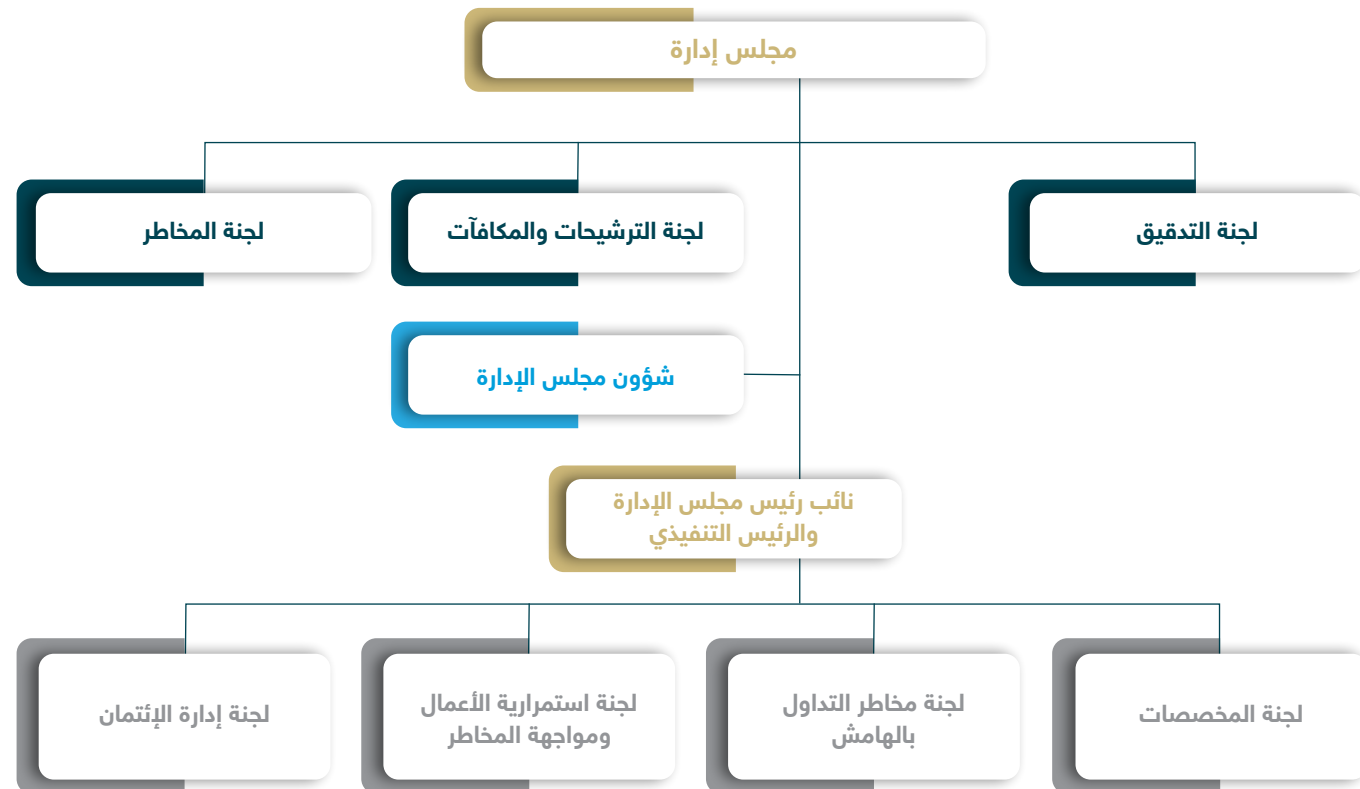 مجلس إدارة
لجنة التدقيق
لجنة الترشيحات والمكافآت
لجنة المخاطر
شؤون مجلس الإدارة
نائب رئيس مجلس الإدارة
والرئيس التنفيذي
لجنة المخصصات
لجنة مخاطر التداول
بالهامش
لجنة استمرارية الأعمال
ومواجهة المخاطر
لجنة إدارة الإئتمان